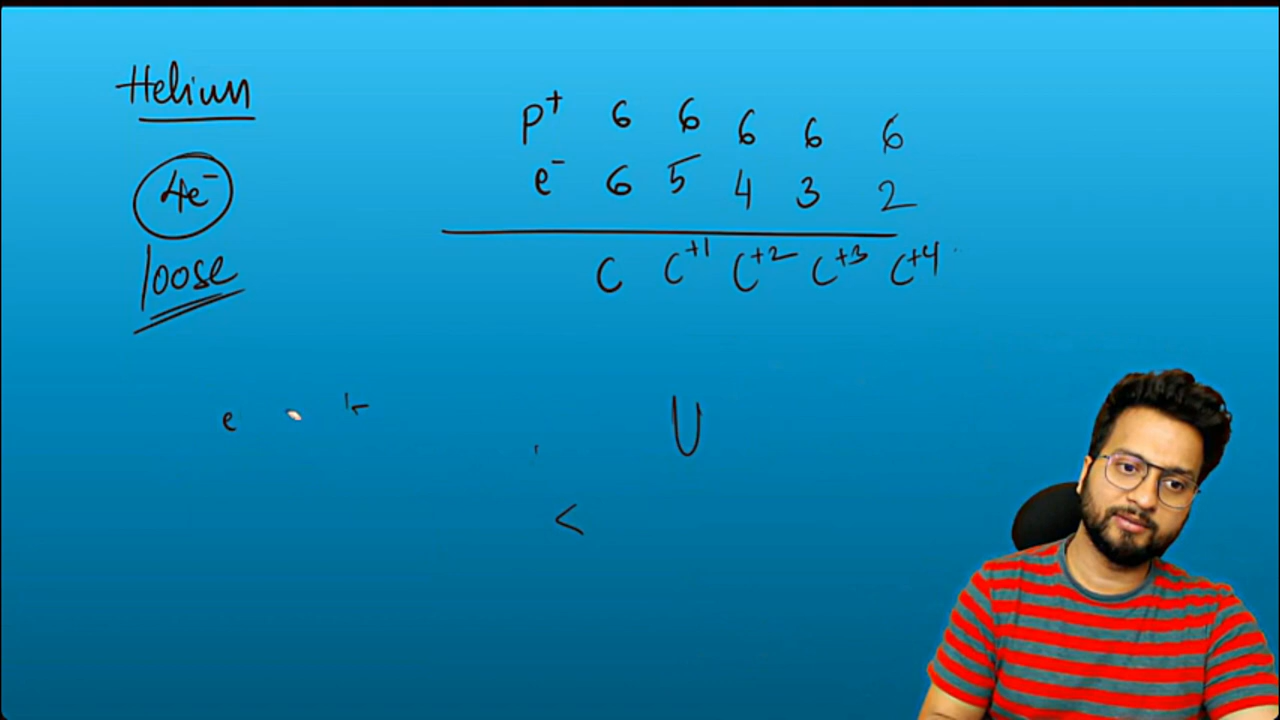 Helium
4e⁻
loose
p⁺ 6 6 6 6 6
e⁻ 6 5 4 3 2
C C⁺¹ C⁺² C⁺³ C⁺⁴
e
U
<